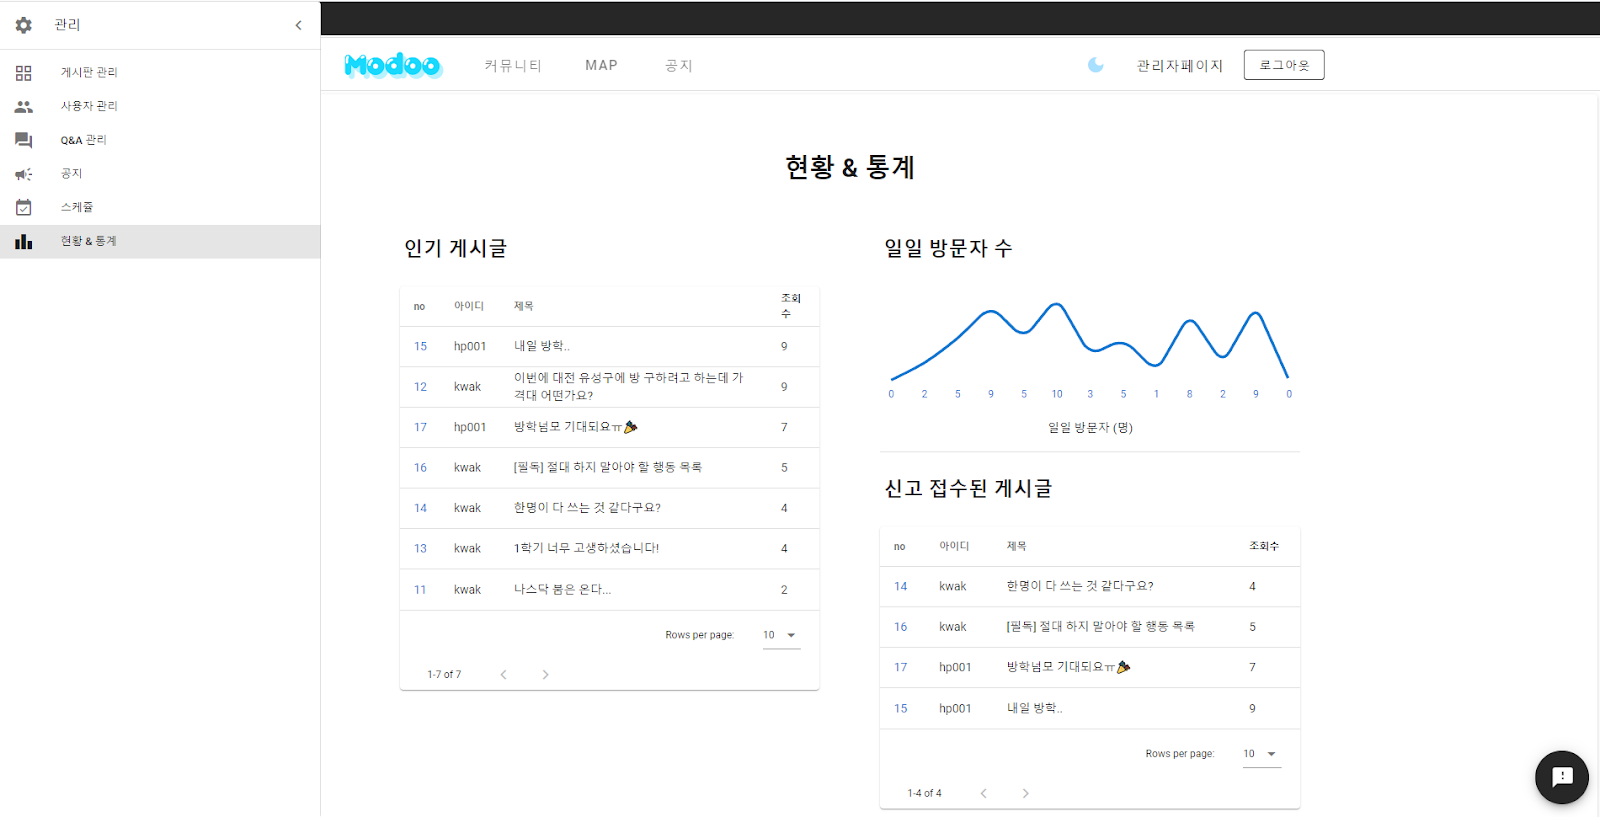 관리
게시판 관리
사용자 관리
Q&A 관리
공지
스케쥴
현황 & 통계
Modoo 커뮤니티 MAP 공지 관리자페이지 로그아웃
현황 & 통계
인기 게시글
no 아이디 제목 조회
수
15 hp001 내일 방학.. 9
12 kwak 이번에 대전 유성구에 방 구하려고 하는데 가
격대 어떤가요? 9
17 hp001 방학넘모 기대되요ㅠ🎉 7
16 kwak [필독] 절대 하지 말아야 할 행동 목록 5
14 kwak 한명이 다 쓰는 것 같다구요? 4
13 kwak 1학기 너무 고생하셨습니다! 4
11 kwak 나스닥 붐은 온다... 2
Rows per page: 10
1-7 of 7
일일 방문자 수
0 2 5 9 5 10 3 5 1 8 2 9 0
일일 방문자 (명)
신고 접수된 게시글
no 아이디 제목 조회수
14 kwak 한명이 다 쓰는 것 같다구요? 4
16 kwak [필독] 절대 하지 말아야 할 행동 목록 5
17 hp001 방학넘모 기대되요ㅠ🎉 7
15 hp001 내일 방학.. 9
Rows per page: 10
1-4 of 4